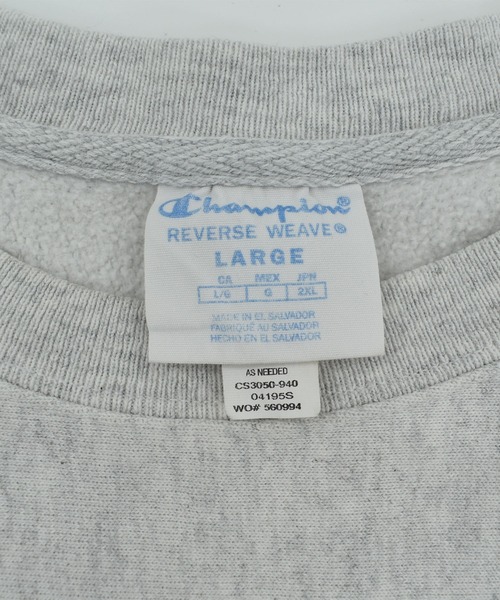 Champion
REVERSE WEAVE®
LARGE
CA MEX JPN
L/G G 2XL
MADE IN EL SALVADOR
FABRIQUÉ AU SALVADOR
HECHO EN EL SALVADOR
AS NEEDED
CS3050-940
04195S
WO# 560994